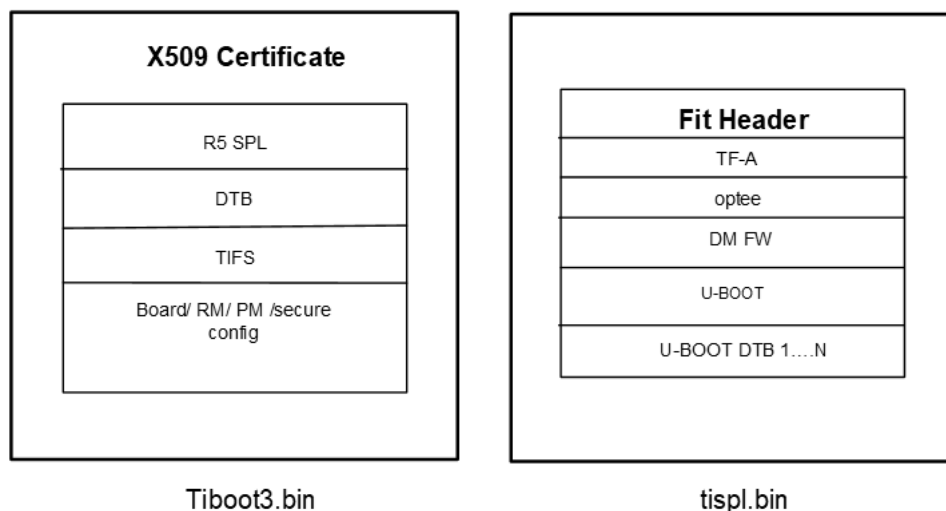 X509 Certificate
R5 SPL
DTB
TIFS
Board/ RM/ PM /secure
config
Tiboot3.bin
Fit Header
TF-A
optee
DM FW
U-BOOT
U-BOOT DTB 1....N
tispl.bin